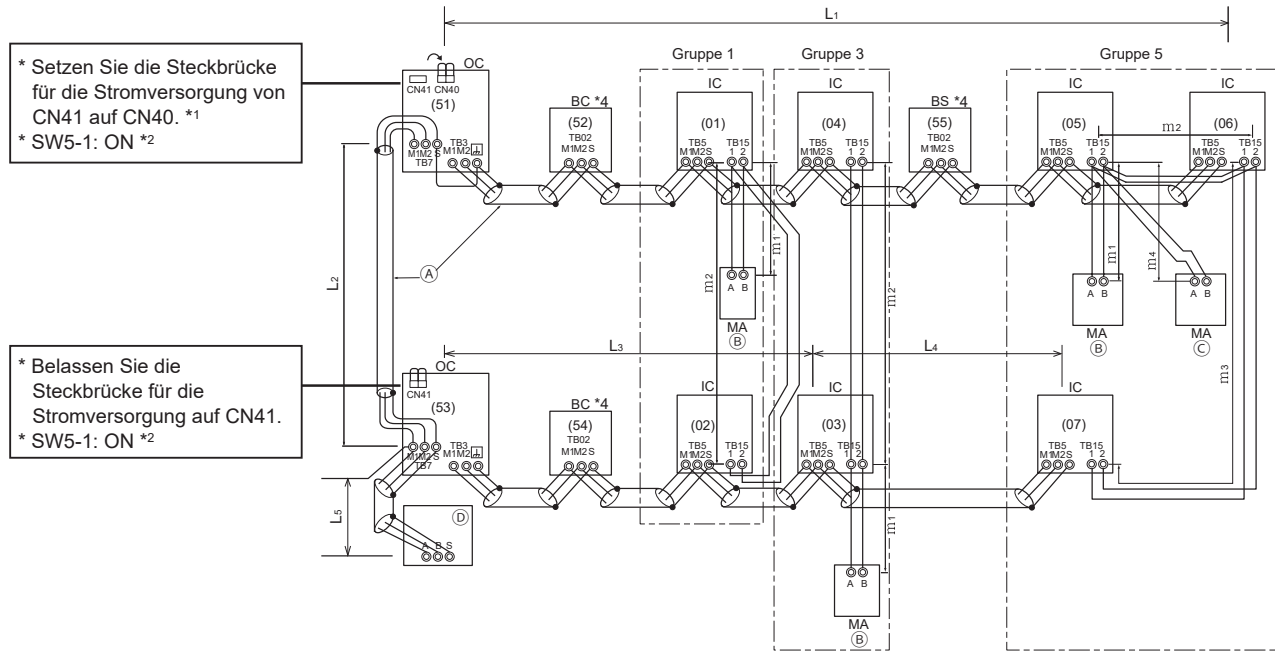 L1
* Setzen Sie die Steckbrücke
für die Stromversorgung von
CN41 auf CN40. *1
* SW5-1: ON *2
Gruppe 1
Gruppe 3
Gruppe 5
OC
CN41 CN40
(51)
M1M2 S
TB7
TB3
M1M2
BC *4
(52)
TB02
M1M2 S
IC
(01)
TB5
M1M2S
TB15
1 2
IC
(04)
TB5
M1M2S
TB15
1 2
BS *4
(55)
TB02
M1M2 S
IC
(05)
TB5
M1M2S
TB15
1 2
m2
IC
(06)
TB5
M1M2S
TB15
1 2
L2
A
m2
m1
A B
MA
B
m2
m1
A B
MA
B
m4
A B
MA
C
m3
* Belassen Sie die
Steckbrücke für die
Stromversorgung auf CN41.
* SW5-1: ON *2
L3
L4
OC
CN41
(53)
M1M2 S
TB7
TB3
M1M2
BC *4
(54)
TB02
M1M2 S
IC
(02)
TB5
M1M2S
TB15
1 2
IC
(03)
TB5
M1M2S
TB15
1 2
IC
(07)
TB5
M1M2S
TB15
1 2
L5
D
A B S
m1
A B
MA
B